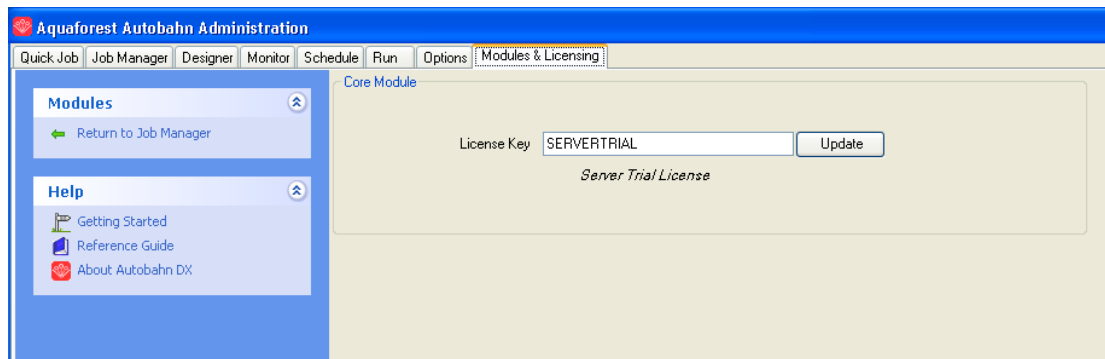 Aquaforest Autobahn Administration
Quick Job Job Manager Designer Monitor Schedule Run Options Modules & Licensing
Modules
Return to Job Manager
Help
Getting Started
Reference Guide
About Autobahn DX
Core Module
License Key SERVERTRIAL Update
Server Trial License